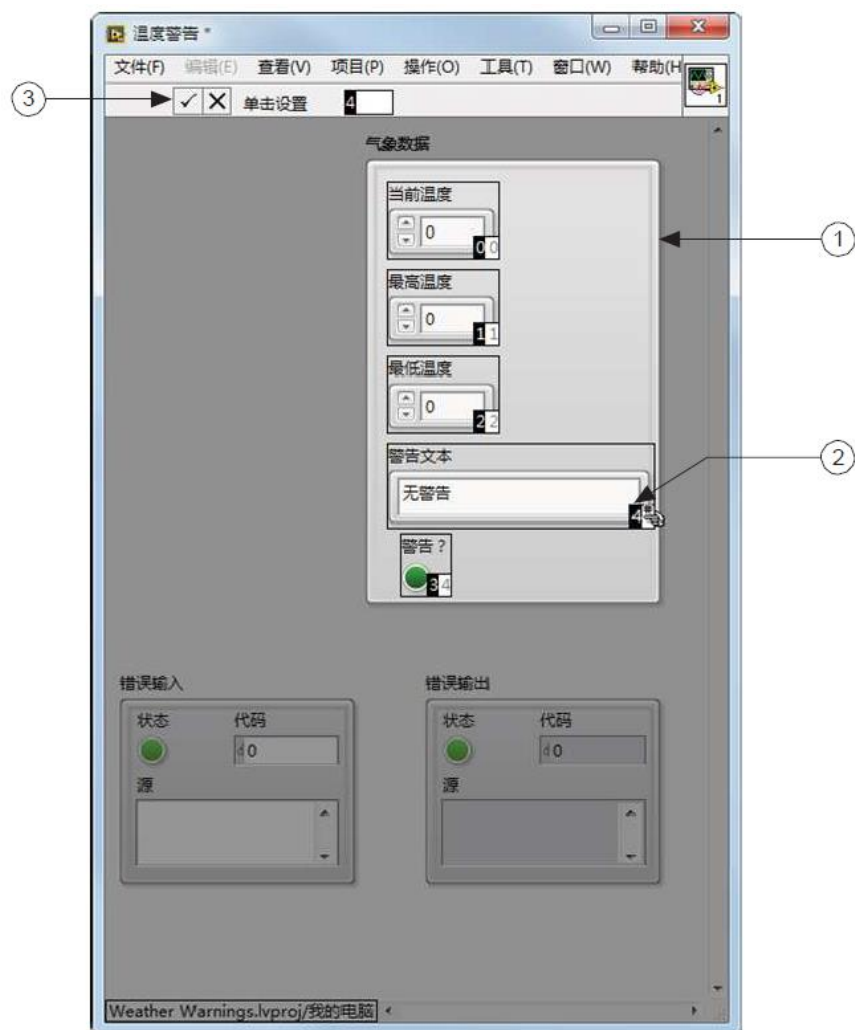 温度警告 *
文件(F) 编辑(E) 查看(V) 项目(P) 操作(O) 工具(T) 窗口(W) 帮助(H
1
3
单击设置 4
气象数据
当前温度
0
0 0
1
最高温度
0
1 1
最低温度
0
2 2
警告文本
2
无警告
4
警告？
3 4
错误输入 错误输出
状态 代码 状态 代码
d 0 d 0
源 源
Weather Warnings.lvproj/我的电脑